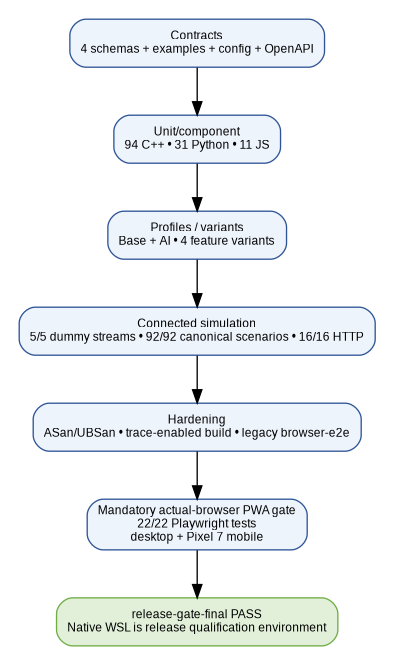 Contracts
4 schemas + examples + config + OpenAPI
Unit/component
94 C++ • 31 Python • 11 JS
Profiles / variants
Base + AI • 4 feature variants
Connected simulation
5/5 dummy streams • 92/92 canonical scenarios • 16/16 HTTP
Hardening
ASan/UBSan • trace-enabled build • legacy browser-e2e
Mandatory actual-browser PWA gate
22/22 Playwright tests
desktop + Pixel 7 mobile
release-gate-final PASS
Native WSL is release qualification environment